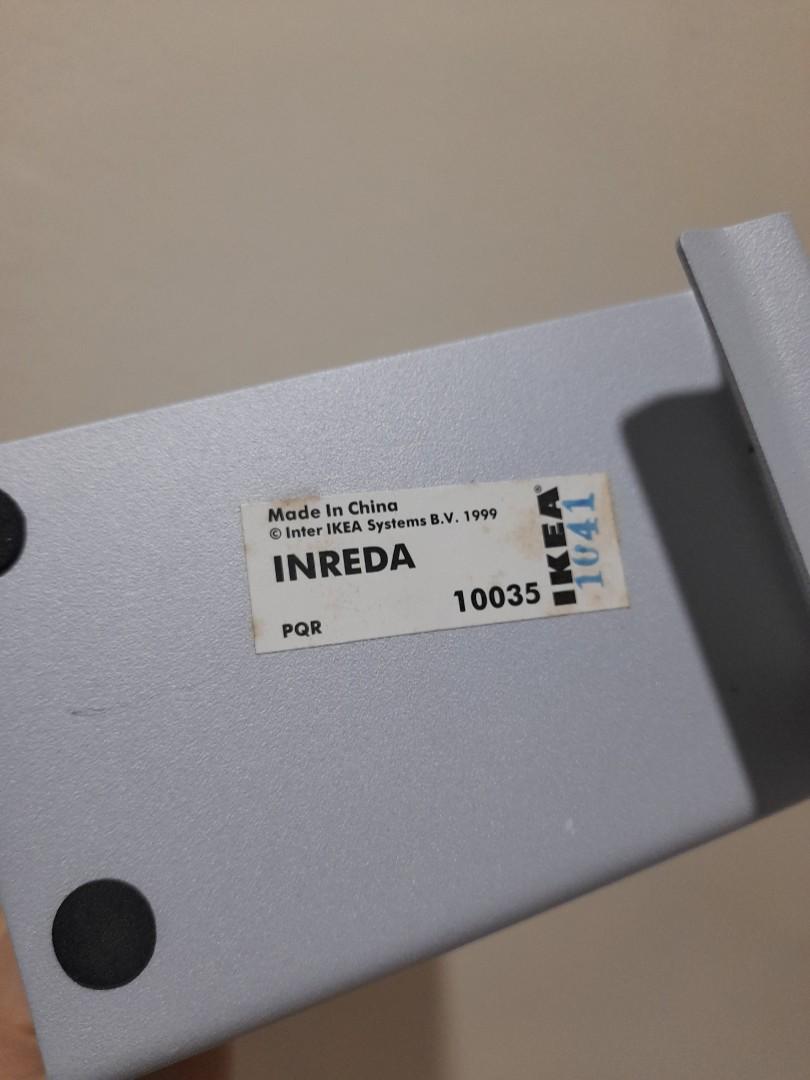 Made In China
© Inter IKEA Systems B.V. 1999
INREDA
10035
PQR
IKEA®
1041